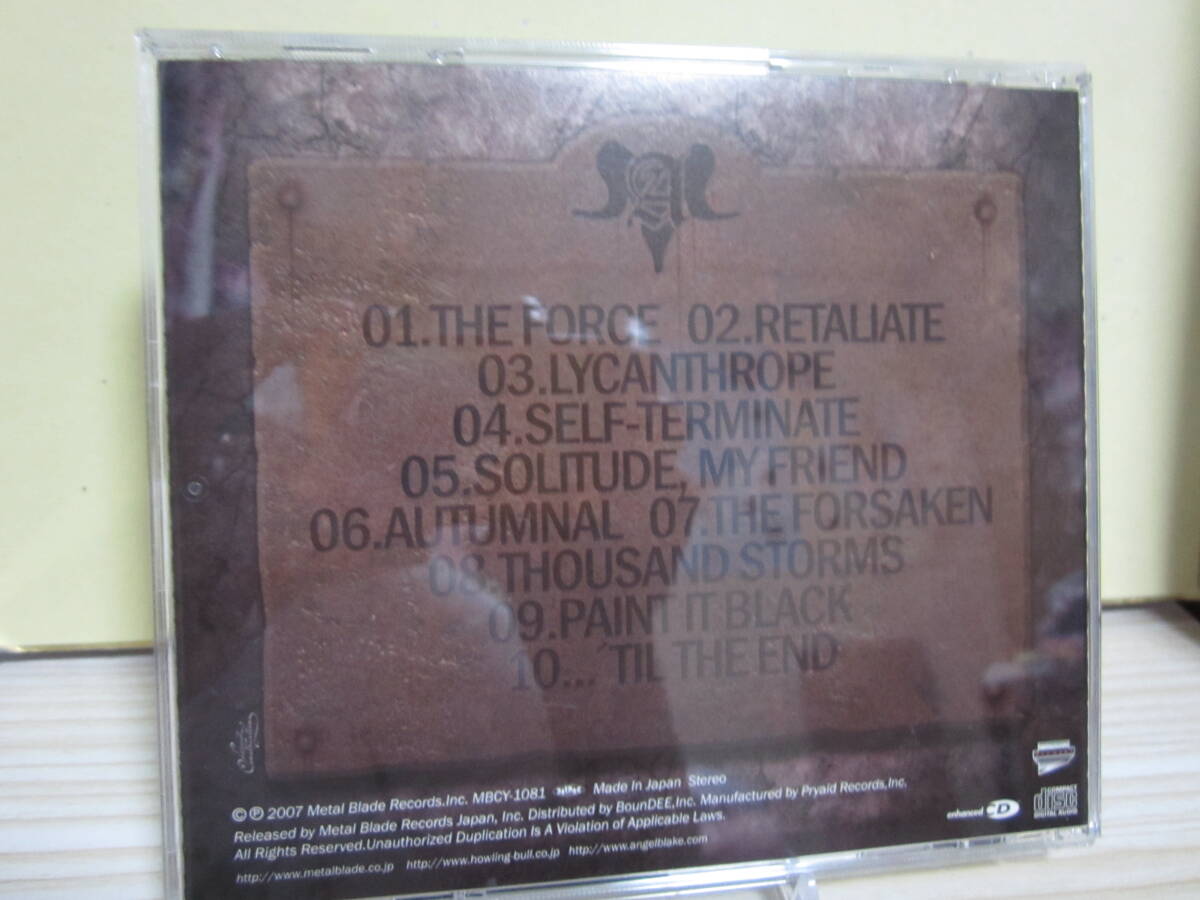 01.THE FORCE 02.RETALIATE
03.LYCANTHROPE
04.SELF-TERMINATE
05.SOLITUDE, MY FRIEND
06.AUTUMNAL 07.THE FORSAKEN
08.THOUSAND STORMS
09.PAINT IT BLACK
10... 'TIL THE END
©℗ 2007 Metal Blade Records.Inc. MBCY-1081 Made In Japan Stereo
Released by Metal Blade Records Japan, Inc. Distributed by BounDEE,Inc. Manufactured by Pryaid Records,Inc.
All Rights Reserved.Unauthorized Duplication Is A Violation of Applicable Laws.
http://www.metalblade.co.jp http://www.howling-bull.co.jp http://www.angelblake.com
enhanced CD
COMPACT
disc
DIGITAL AUDIO